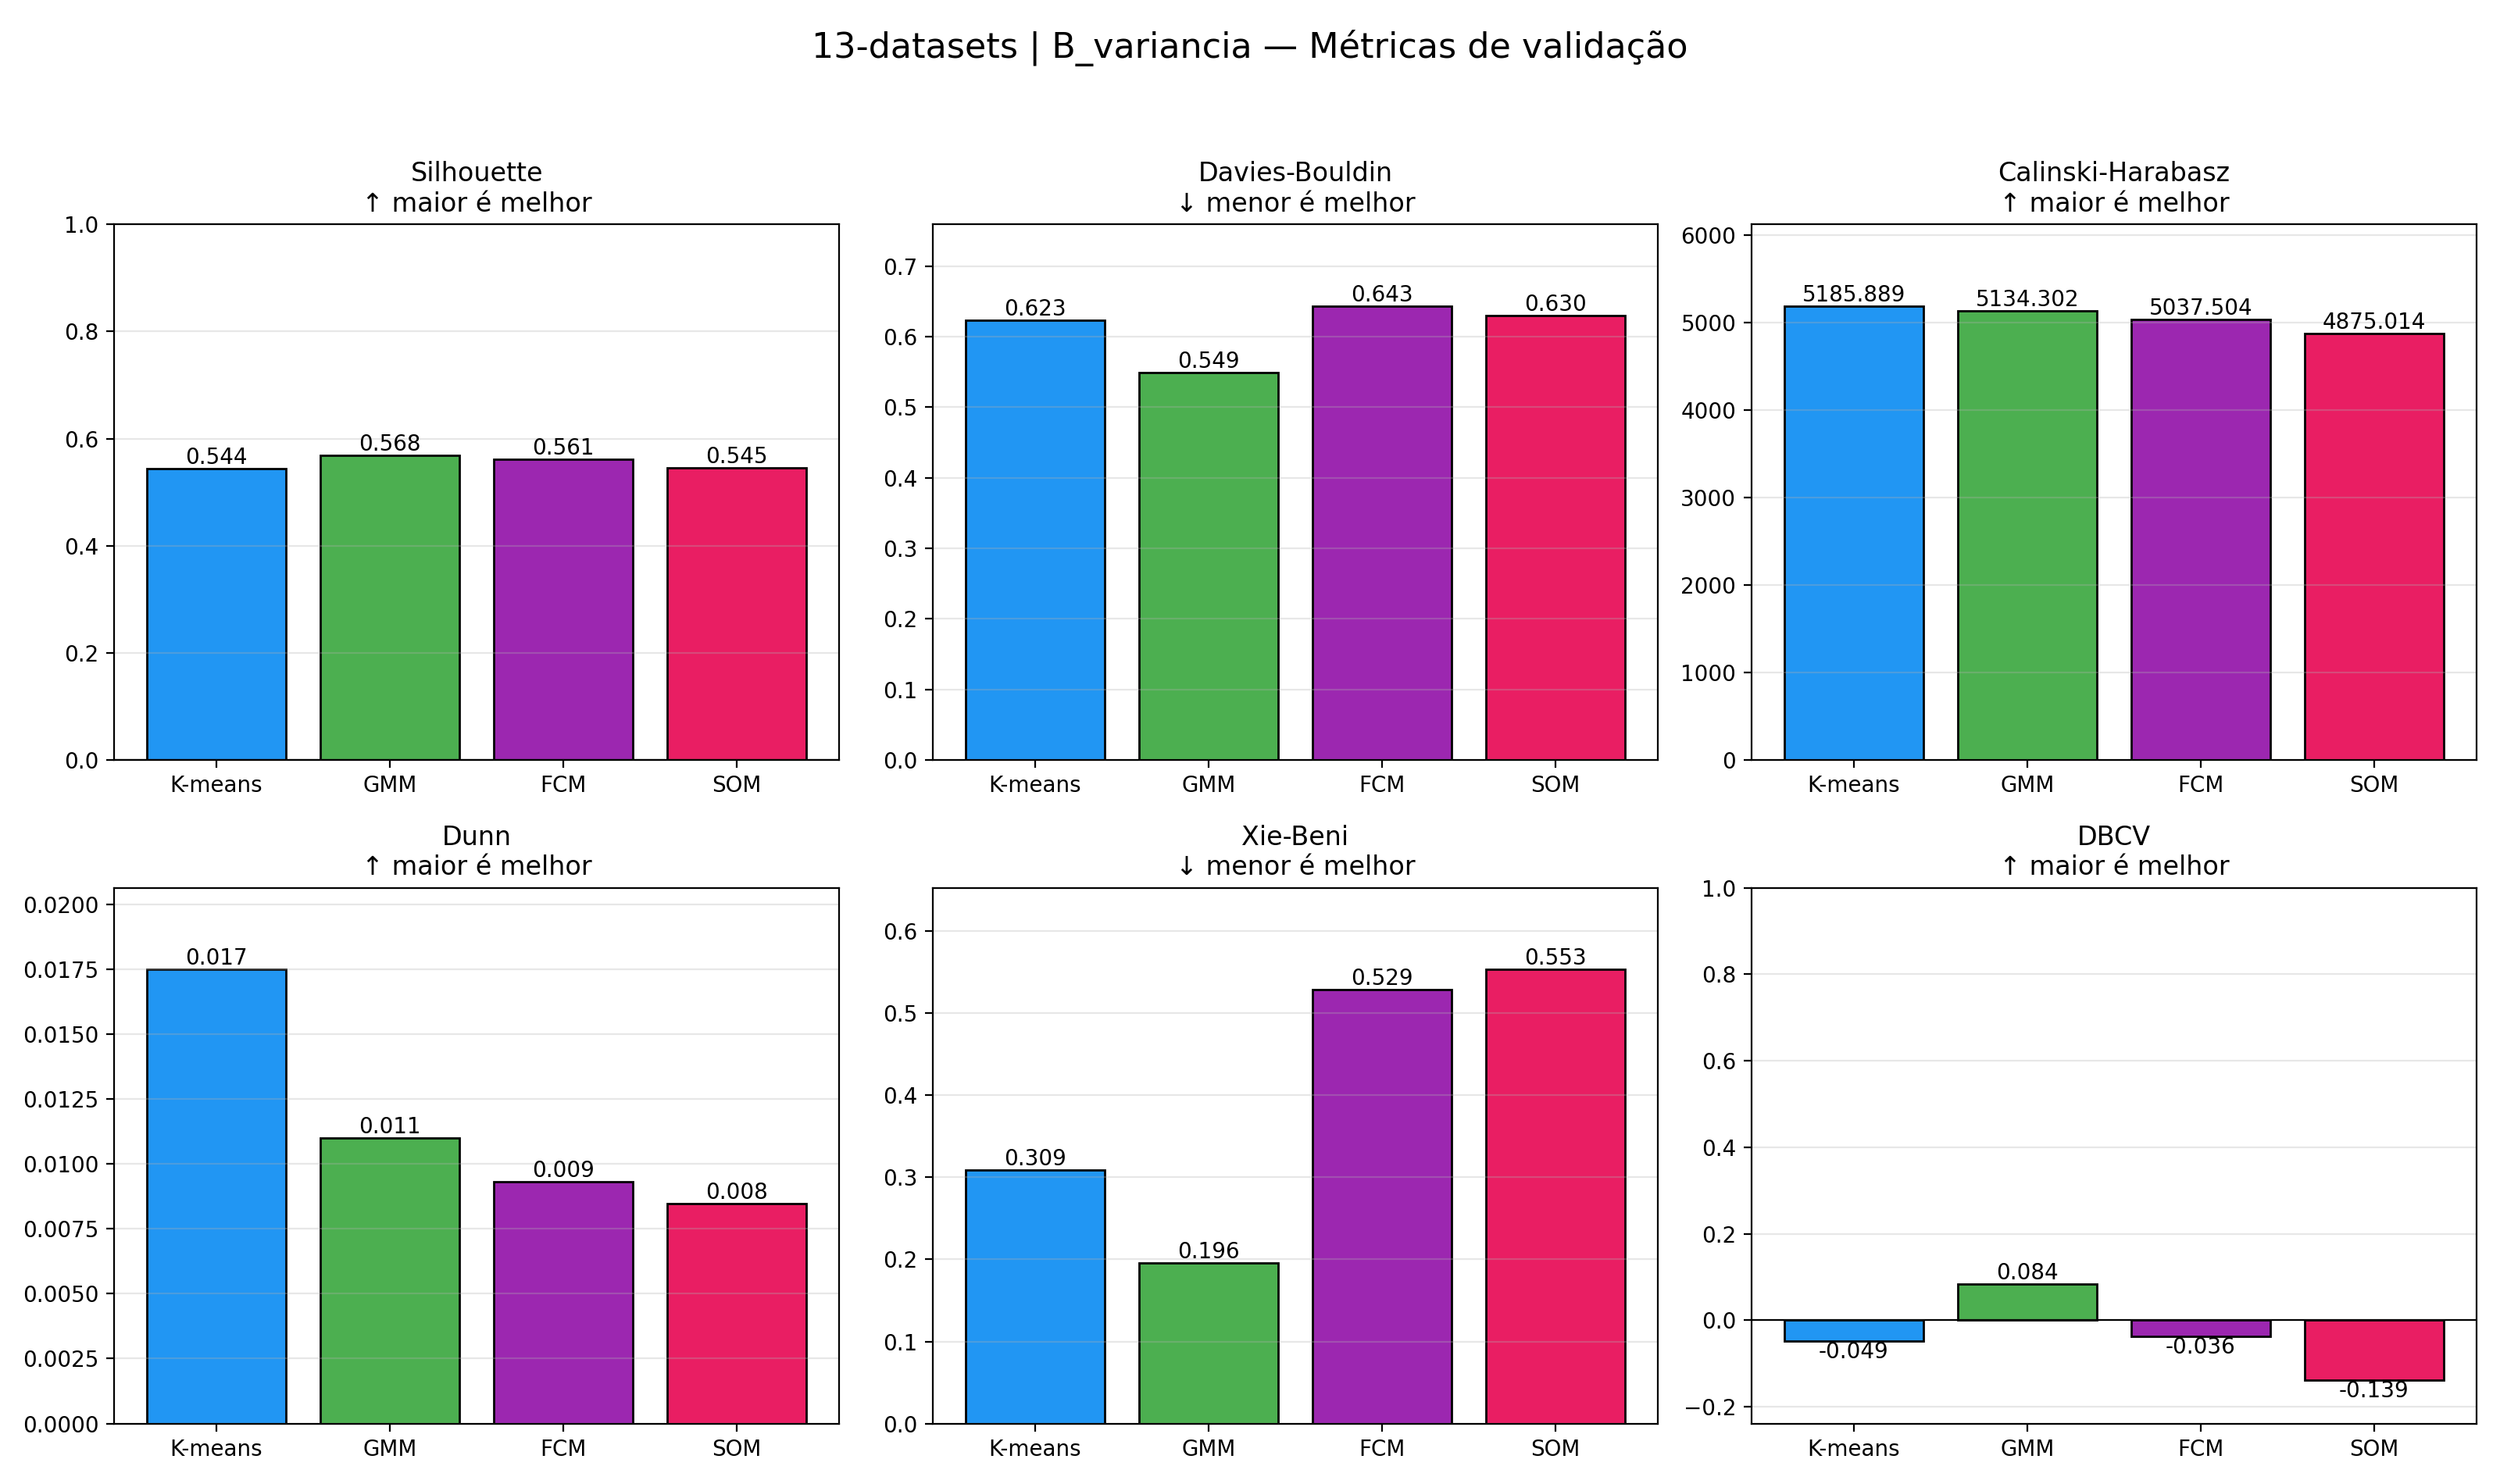 13-datasets | B_variancia — Métricas de validação
Silhouette
↑ maior é melhor
1.0
0.8
0.6
0.4
0.2
0.0
0.544
0.568
0.561
0.545
K-means
GMM
FCM
SOM
Davies-Bouldin
↓ menor é melhor
0.7
0.6
0.5
0.4
0.3
0.2
0.1
0.0
0.623
0.549
0.643
0.630
K-means
GMM
FCM
SOM
Calinski-Harabasz
↑ maior é melhor
6000
5000
4000
3000
2000
1000
0
5185.889
5134.302
5037.504
4875.014
K-means
GMM
FCM
SOM
Dunn
↑ maior é melhor
0.0200
0.0175
0.0150
0.0125
0.0100
0.0075
0.0050
0.0025
0.0000
0.017
0.011
0.009
0.008
K-means
GMM
FCM
SOM
Xie-Beni
↓ menor é melhor
0.6
0.5
0.4
0.3
0.2
0.1
0.0
0.309
0.196
0.529
0.553
K-means
GMM
FCM
SOM
DBCV
↑ maior é melhor
1.0
0.8
0.6
0.4
0.2
0.0
−0.2
-0.049
0.084
-0.036
-0.139
K-means
GMM
FCM
SOM